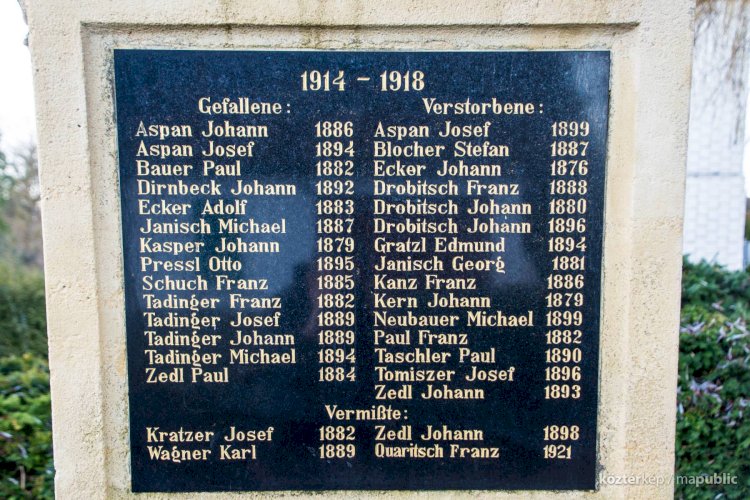 1914 - 1918
Gefallene:
Aspan Johann 1886
Aspan Josef 1894
Bauer Paul 1882
Dirnbeck Johann 1892
Ecker Adolf 1883
Janisch Michael 1887
Kasper Johann 1879
Pressl Otto 1895
Schuch Franz 1885
Tadinger Franz 1882
Tadinger Josef 1889
Tadinger Johann 1889
Tadinger Michael 1894
Zedl Paul 1884
Verstorbene:
Aspan Josef 1899
Blocher Stefan 1887
Ecker Johann 1876
Drobitsch Franz 1888
Drobitsch Johann 1880
Drobitsch Johann 1896
Gratzl Edmund 1894
Janisch Georg 1881
Kanz Franz 1886
Kern Johann 1879
Neubauer Michael 1899
Paul Franz 1882
Taschler Paul 1890
Tomiszer Josef 1896
Zedl Johann 1893
Vermißte:
Kratzer Josef 1882
Wagner Karl 1889
Zedl Johann 1898
Quaritsch Franz 1921
kozterkep/mapublic